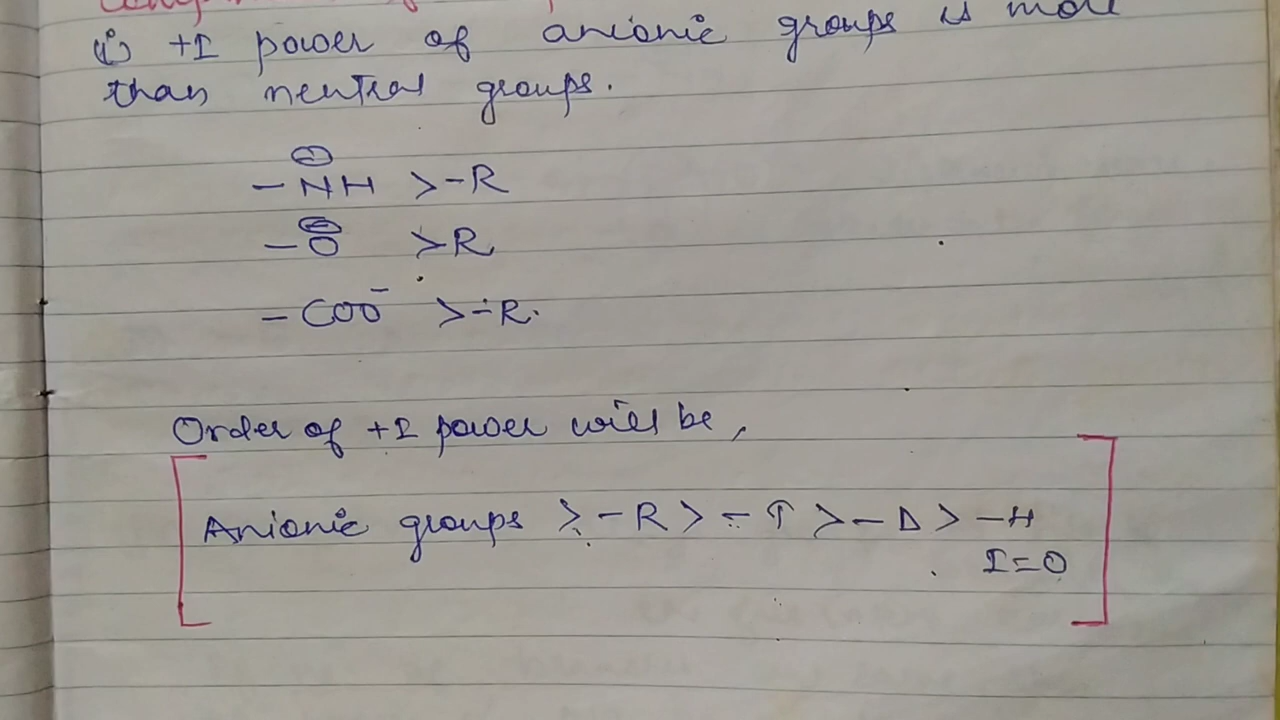 (i) +I power of anionic groups is more
than neutral groups.
⊖
- NH > -R
⊖
- O > R
- COO⁻ > -R.
Order of +I power will be,
Anionic groups > -R > - T > - D > -H
I=0